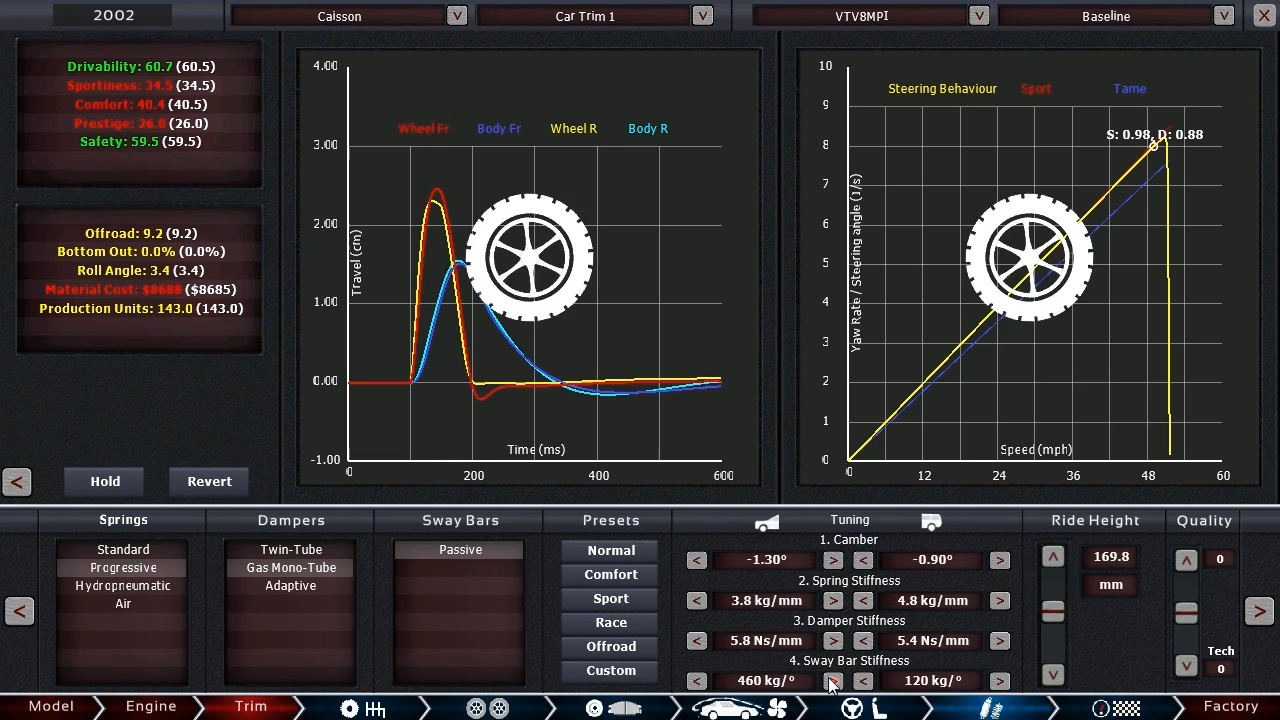 2002
Caisson
Car Trim 1
VTV8MPI
Baseline
Drivability: 60.7 (60.5)
Sportiness: 34.5 (34.5)
Comfort: 40.4 (40.5)
Prestige: 26.0 (26.0)
Safety: 59.5 (59.5)
Offroad: 9.2 (9.2)
Bottom Out: 0.0% (0.0%)
Roll Angle: 3.4 (3.4)
Material Cost: $8688 ($8685)
Production Units: 143.0 (143.0)
Hold
Revert
4.00
3.00
2.00
1.00
0.00
-1.00
Travel (cm)
Wheel Fr
Body Fr
Wheel R
Body R
Time (ms)
0
200
400
600
10
9
8
7
6
5
4
3
2
1
0
Yaw Rate / Steering angle (1/s)
Steering Behaviour
Sport
Tame
S: 0.98, D: 0.88
Speed (mph)
0
12
24
36
48
60
Springs
Standard
Progressive
Hydropneumatic
Air
Dampers
Twin-Tube
Gas Mono-Tube
Adaptive
Sway Bars
Passive
Presets
Normal
Comfort
Sport
Race
Offroad
Custom
Tuning
1. Camber
-1.30°
-0.90°
2. Spring Stiffness
3.8 kg/mm
4.8 kg/mm
3. Damper Stiffness
5.8 Ns/mm
5.4 Ns/mm
4. Sway Bar Stiffness
460 kg/°
120 kg/°
Ride Height
169.8
mm
Quality
0
Tech
0
Model
Engine
Trim
Factory